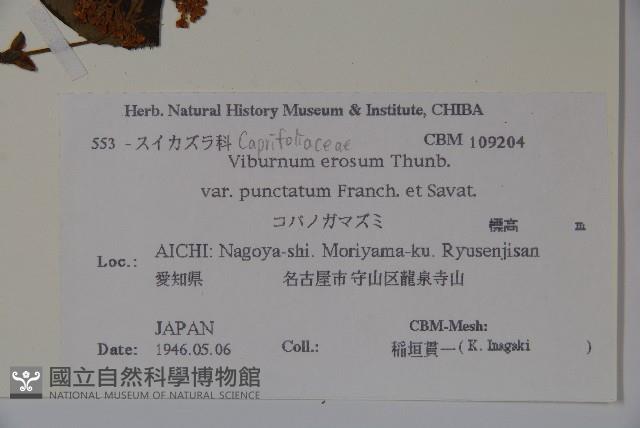 Herb. Natural History Museum & Institute, CHIBA
553 - スイカズラ科 Caprifoliaceae CBM 109204
Viburnum erosum Thunb.
var. punctatum Franch. et Savat.
コバノガマズミ 標高 m
Loc.: AICHI: Nagoya-shi. Moriyama-ku. Ryusenjisan
愛知県 名古屋市 守山区龍泉寺山
JAPAN CBM-Mesh:
Date: 1946.05.06 Coll.: 稲垣貫一 ( K. Inagaki )
國立自然科學博物館
NATIONAL MUSEUM OF NATURAL SCIENCE